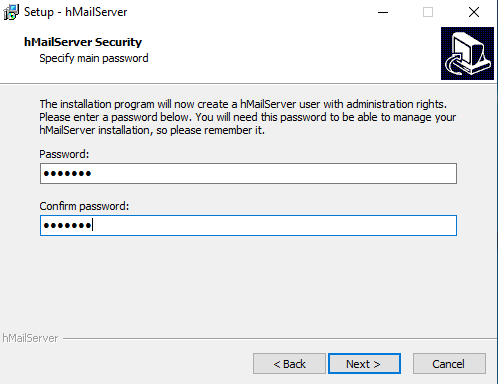 Setup - hMailServer
hMailServer Security
Specify main password
The installation program will now create a hMailServer user with administration rights.
Please enter a password below. You will need this password to be able to manage your
hMailServer installation, so please remember it.
Password:
•••••••
Confirm password:
•••••••
hMailServer
< Back
Next >
Cancel